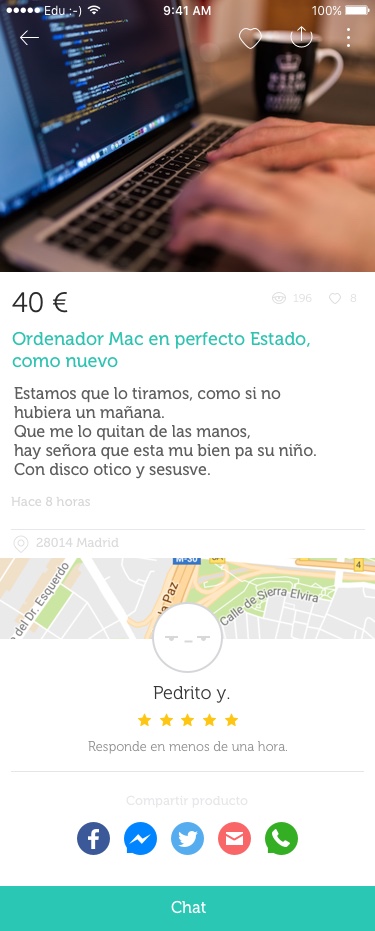 Edu :-)
9:41 AM
100%
40 €
196
8
Ordenador Mac en perfecto Estado,
como nuevo
Estamos que lo tiramos, como si no
hubiera un mañana.
Que me lo quitan de las manos,
hay señora que esta mu bien pa su niño.
Con disco otico y sesusve.
Hace 8 horas
28014 Madrid
M-30
4
del Dr. Esquerdo
la Paz
Calle de Sierra Elvira
Pedrito y.
Responde en menos de una hora.
Compartir producto
Chat